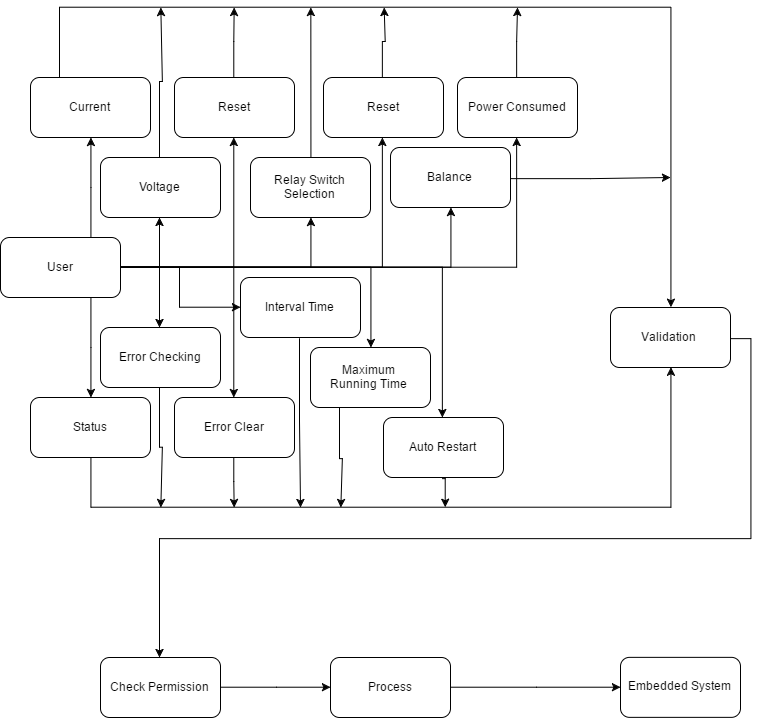 Current
Reset
Reset
Power Consumed
Voltage
Relay Switch
Selection
Balance
User
Interval Time
Validation
Error Checking
Maximum
Running Time
Status
Error Clear
Auto Restart
Check Permission
Process
Embedded System